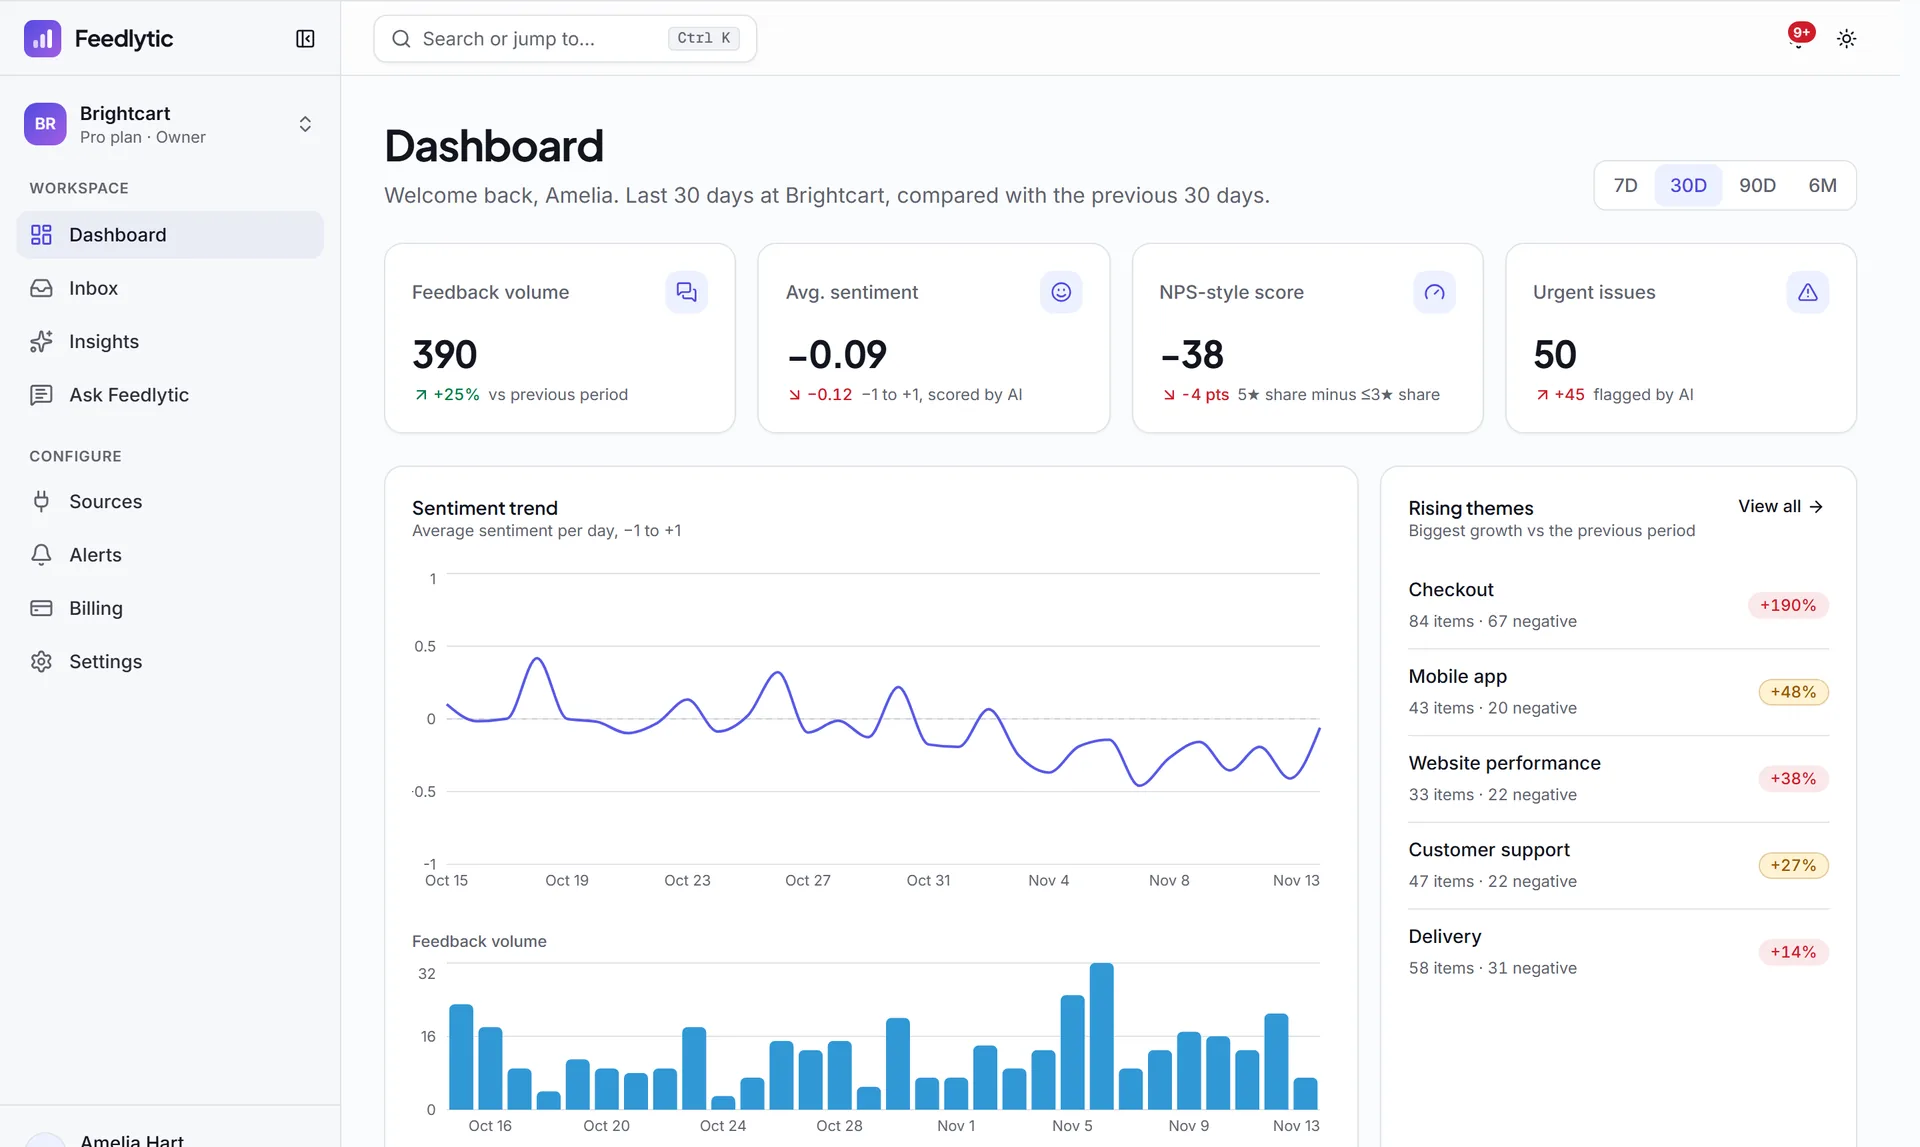 Feedlytic
Search or jump to...
Ctrl K
9+
BR
Brightcart
Pro plan · Owner
WORKSPACE
Dashboard
Inbox
Insights
Ask Feedlytic
CONFIGURE
Sources
Alerts
Billing
Settings
Amelia Hart
Dashboard
Welcome back, Amelia. Last 30 days at Brightcart, compared with the previous 30 days.
7D 30D 90D 6M
Feedback volume
390
+25% vs previous period
Avg. sentiment
−0.09
−0.12 −1 to +1, scored by AI
NPS-style score
−38
-4 pts 5★ share minus ≤3★ share
Urgent issues
50
+45 flagged by AI
Sentiment trend
Average sentiment per day, −1 to +1
1
0.5
0
-0.5
-1
Oct 15 Oct 19 Oct 23 Oct 27 Oct 31 Nov 4 Nov 8 Nov 13
Feedback volume
32
16
0
Oct 16 Oct 20 Oct 24 Oct 28 Nov 1 Nov 5 Nov 9 Nov 13
Rising themes
View all →
Biggest growth vs the previous period
Checkout
84 items · 67 negative
+190%
Mobile app
43 items · 20 negative
+48%
Website performance
33 items · 22 negative
+38%
Customer support
47 items · 22 negative
+27%
Delivery
58 items · 31 negative
+14%